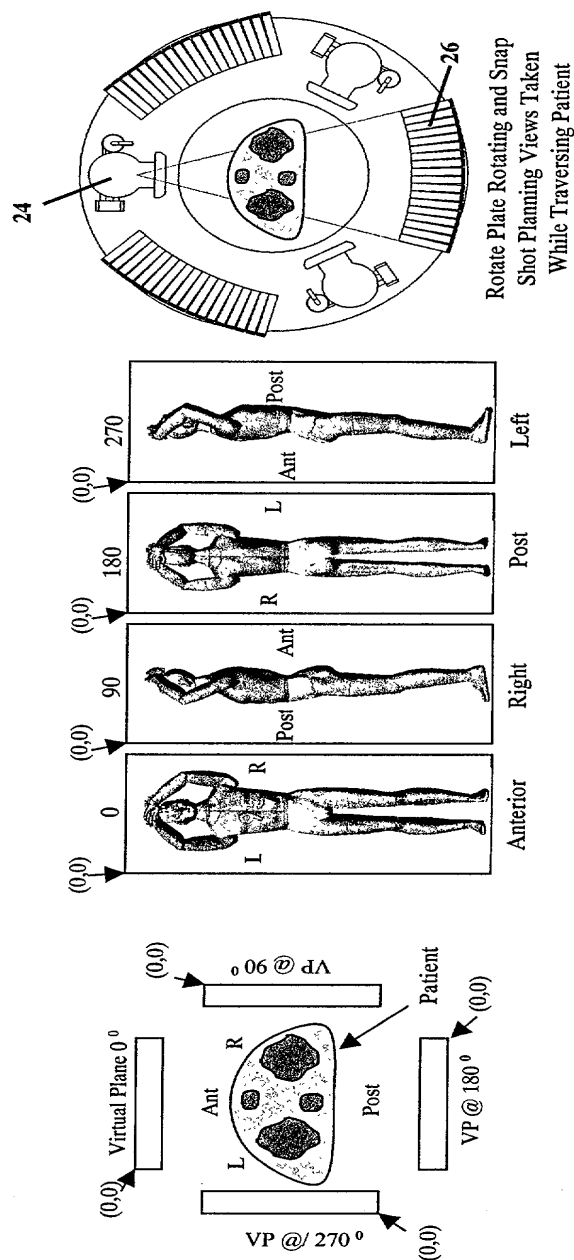 (0,0)
Virtual Plane 0 °
(0,0)
VP @ 90 °
Ant
L
R
Post
Patient
VP @/ 270 °
(0,0)
VP @ 180 °
(0,0)
(0,0)
0
L
R
Anterior
(0,0)
90
Post
Ant
Right
(0,0)
180
R
L
Post
(0,0)
270
Ant
Post
Left
24
26
Rotate Plate Rotating and Snap
Shot Planning Views Taken
While Traversing Patient